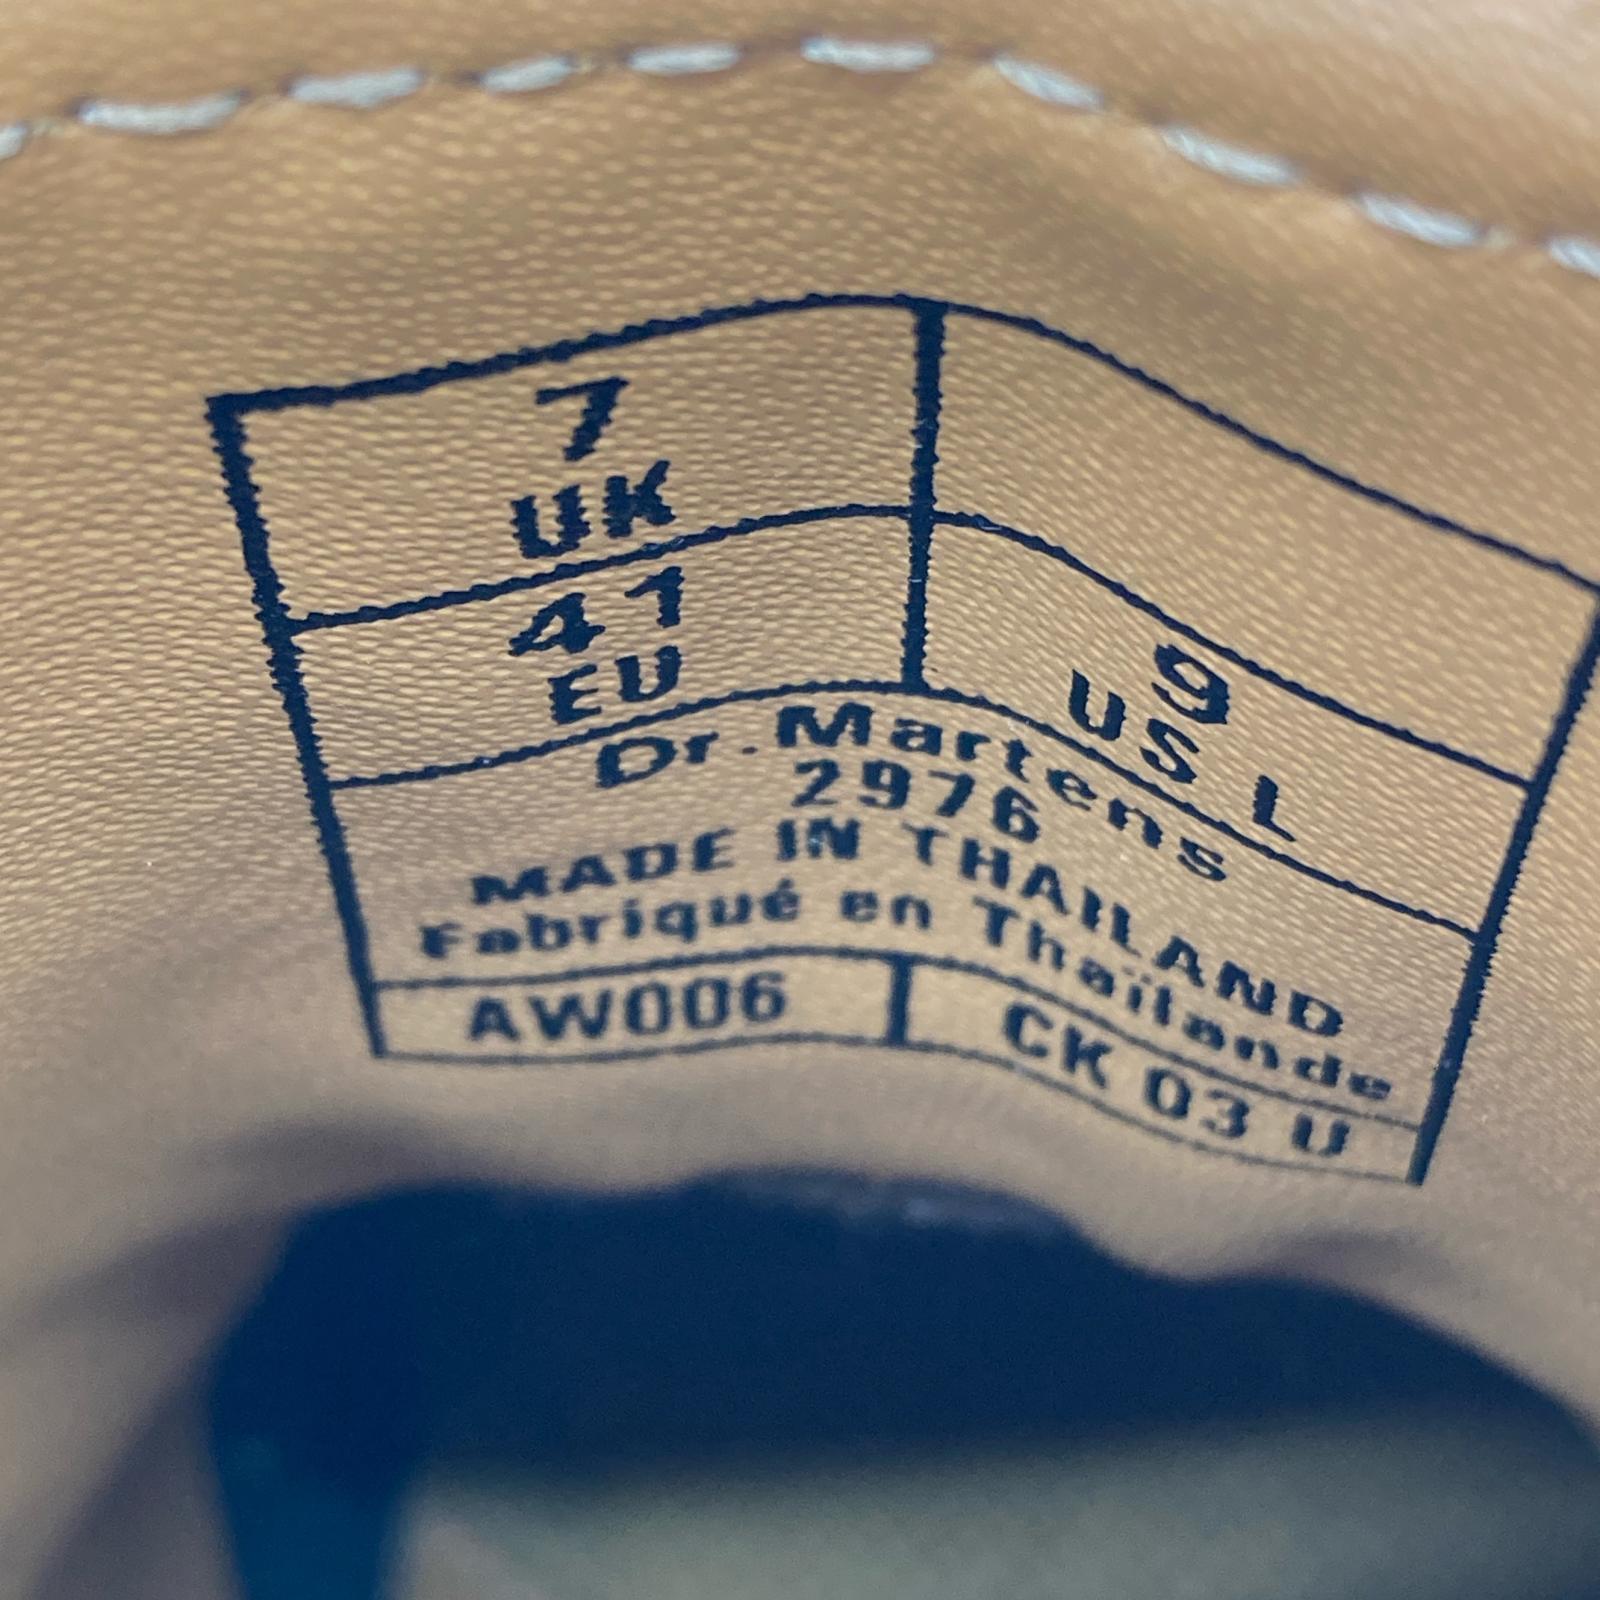 7
UK
41
EU
9
US L
Dr. Martens
2976
MADE IN THAILAND
Fabriqué en Thaïlande
AW006
CK 03 U